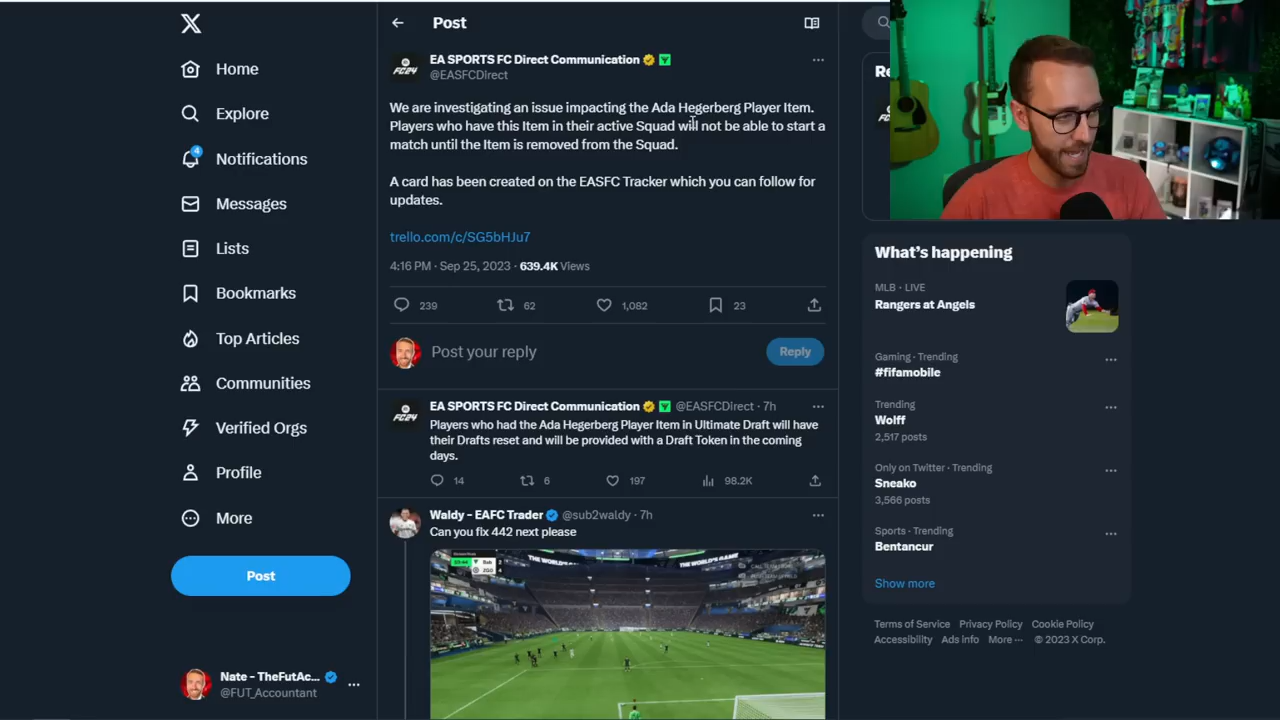 Home
Explore
4
Notifications
Messages
Lists
Bookmarks
Top Articles
Communities
Verified Orgs
Profile
More
Post
Nate - TheFutAc...
@FUT_Accountant
Post
EA SPORTS FC Direct Communication
@EASFCDirect
We are investigating an issue impacting the Ada Hegerberg Player Item.
Players who have this Item in their active Squad will not be able to start a
match until the Item is removed from the Squad.
A card has been created on the EASFC Tracker which you can follow for
updates.
trello.com/c/SG5bHJu7
4:16 PM · Sep 25, 2023 · 639.4K Views
239
62
1,082
23
Post your reply
Reply
EA SPORTS FC Direct Communication @EASFCDirect · 7h
Players who had the Ada Hegerberg Player Item in Ultimate Draft will have
their Drafts reset and will be provided with a Draft Token in the coming
days.
14
6
197
98.2K
Waldy - EAFC Trader @sub2waldy · 7h
Can you fix 442 next please
THE WORLD'S GAME
Re
What's happening
MLB · LIVE
Rangers at Angels
Gaming · Trending
#fifamobile
Trending
Wolff
2,517 posts
Only on Twitter · Trending
Sneako
3,566 posts
Sports · Trending
Bentancur
Show more
Terms of Service Privacy Policy Cookie Policy
Accessibility Ads info More ··· © 2023 X Corp.